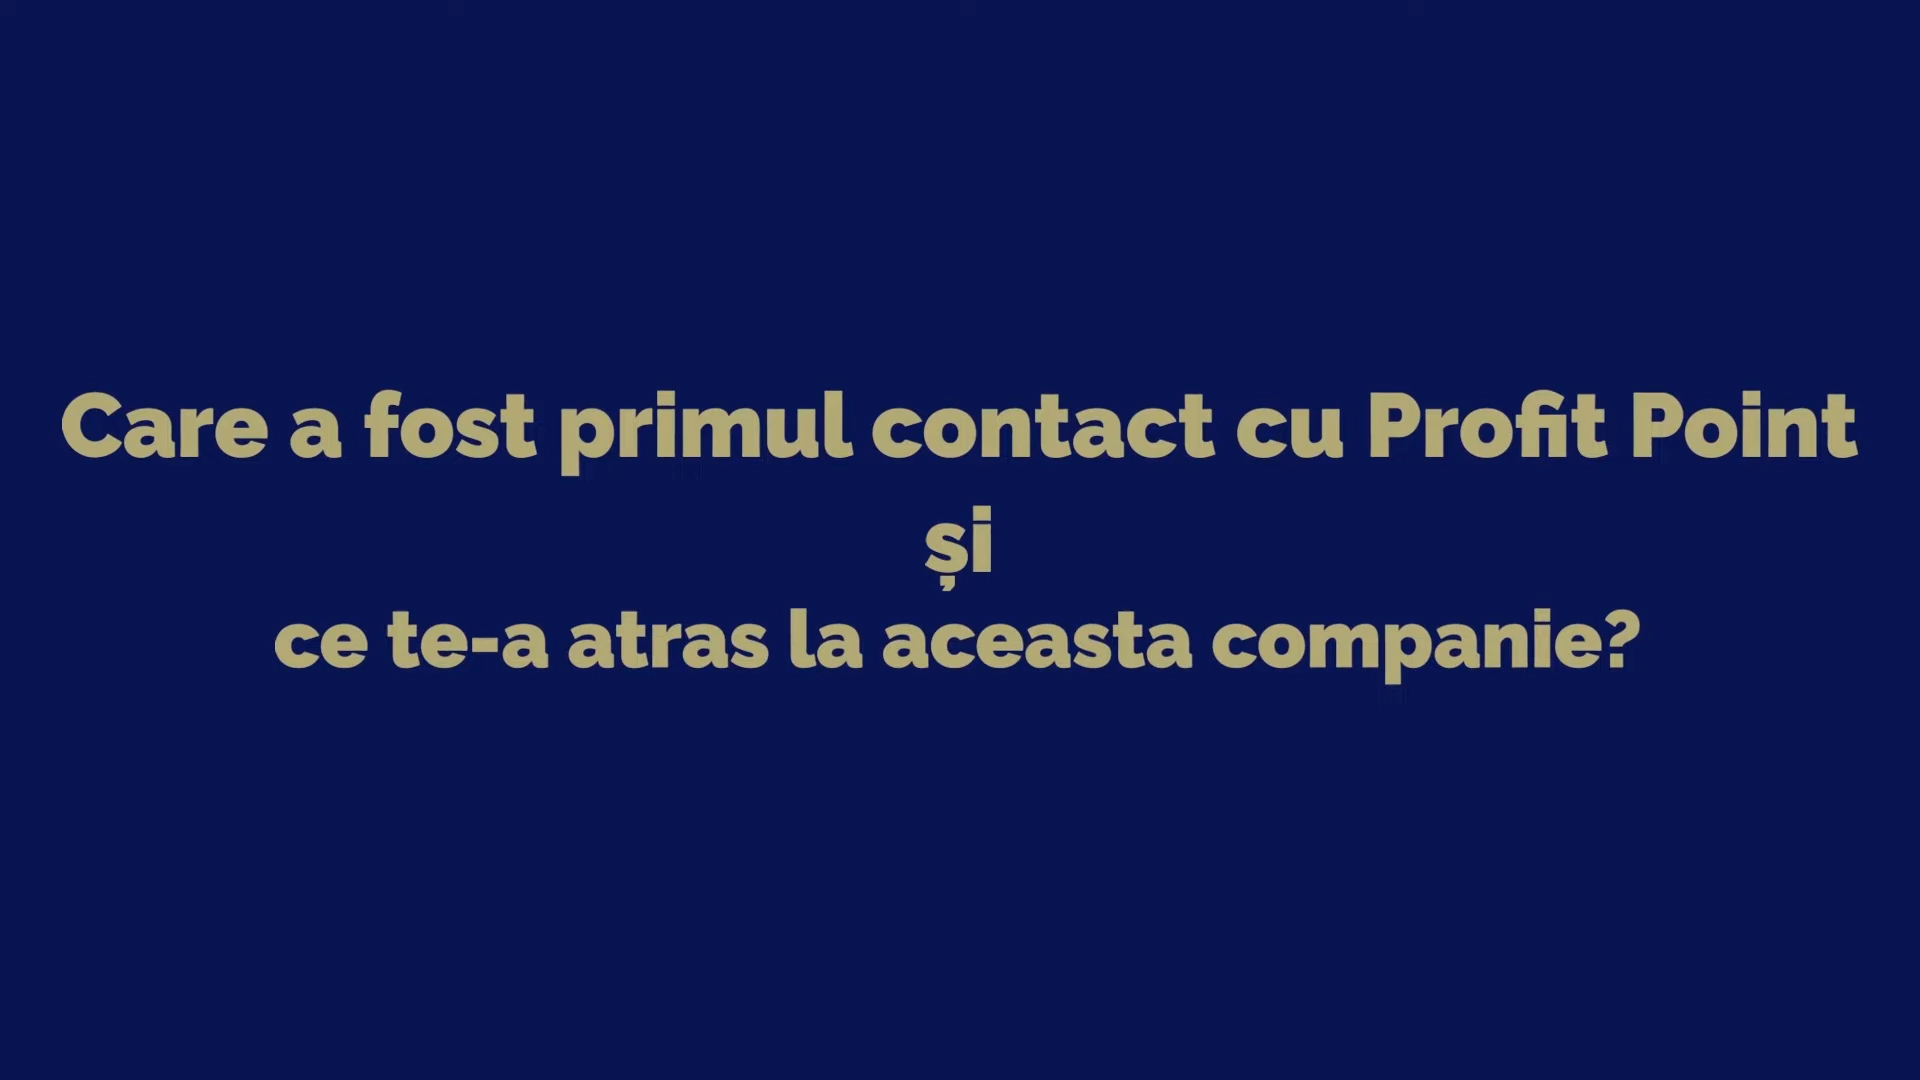 Care a fost primul contact cu Profit Point
și
ce te-a atras la aceasta companie?